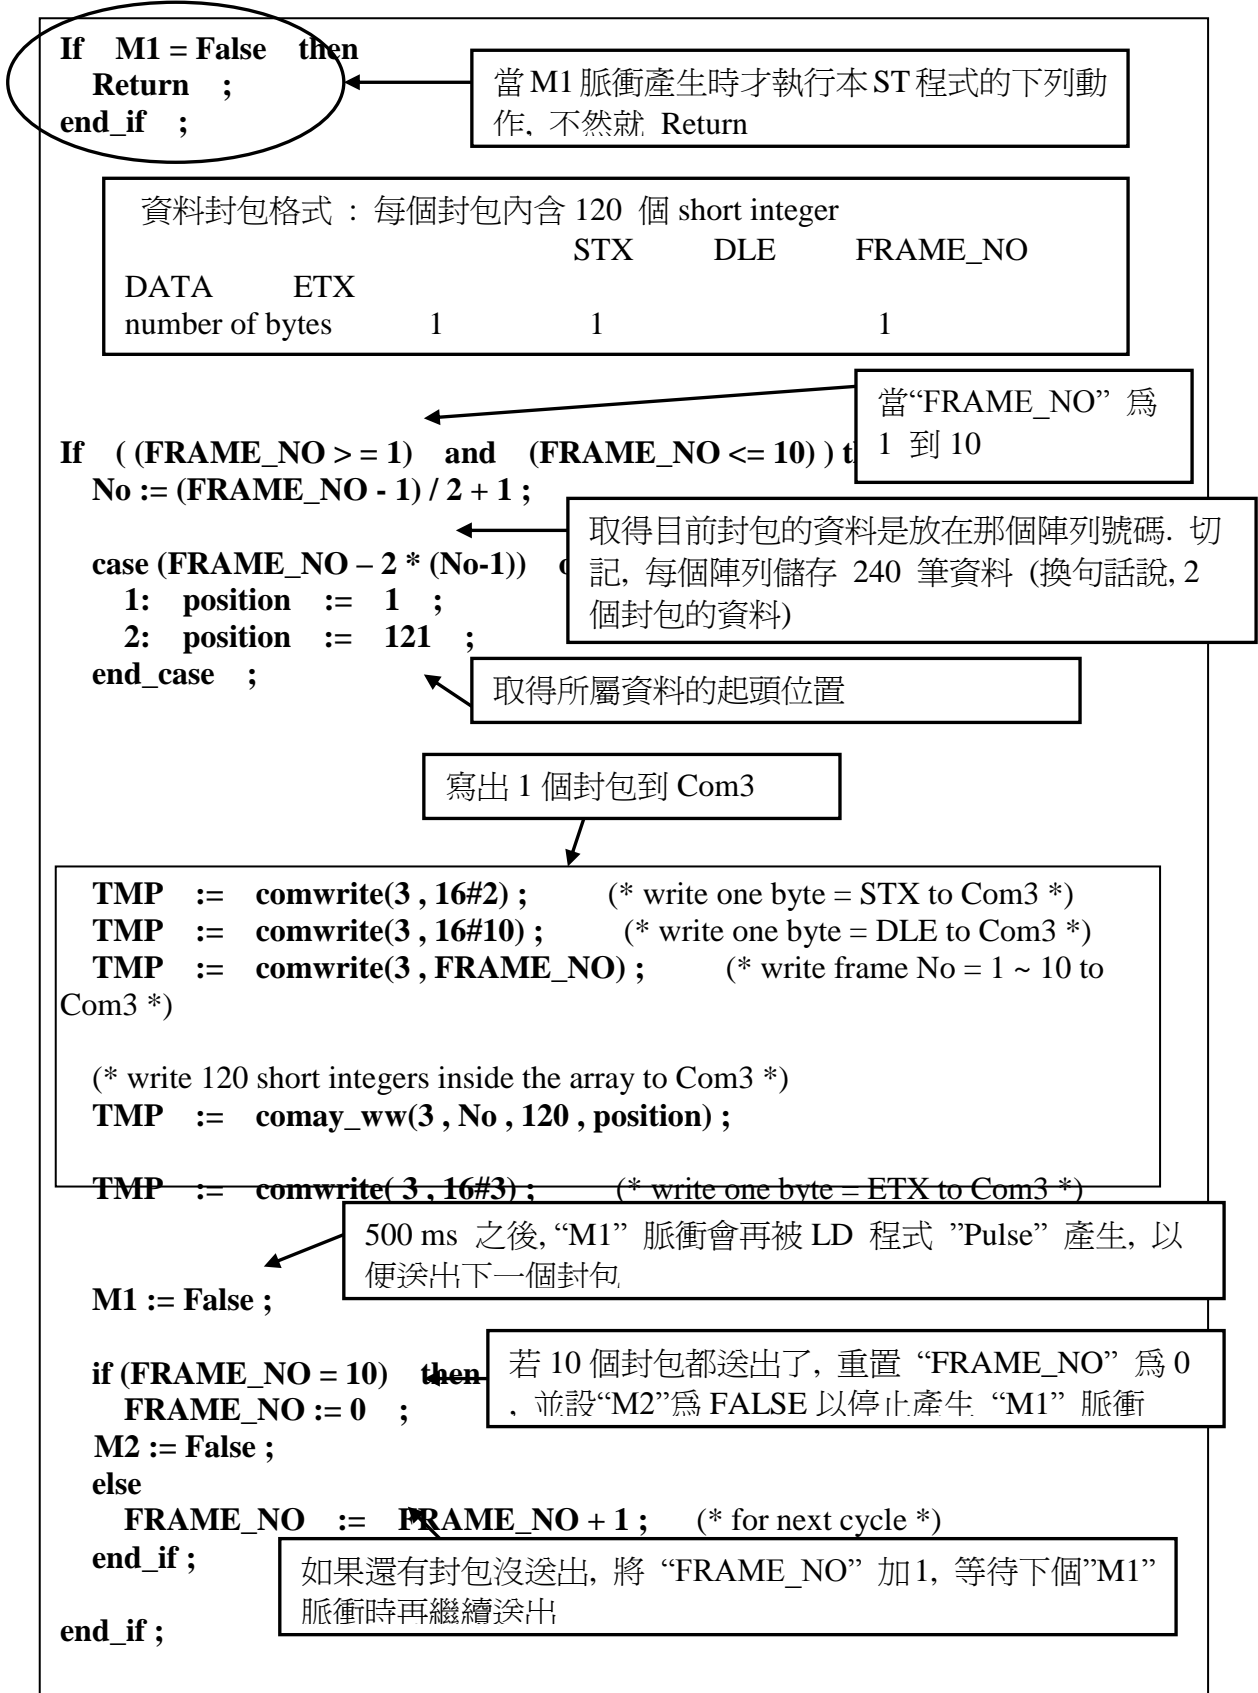 If M1 = False then
Return ;
end_if ;
當 M1 脈衝產生時才執行本 ST 程式的下列動
作, 不然就 Return
資料封包格式 : 每個封包內含 120 個 short integer
STX DLE FRAME_NO
DATA ETX
number of bytes 1 1 1
當“FRAME_NO” 為
1 到 10
If ( (FRAME_NO > = 1) and (FRAME_NO <= 10) )
No := (FRAME_NO - 1) / 2 + 1 ;
取得目前封包的資料是放在那個陣列號碼. 切
記, 每個陣列儲存 240 筆資料 (換句話說, 2
個封包的資料)
case (FRAME_NO – 2 * (No-1))
1: position := 1 ;
2: position := 121 ;
end_case ;
取得所屬資料的起頭位置
寫出 1 個封包到 Com3
TMP := comwrite(3 , 16#2) ; (* write one byte = STX to Com3 *)
TMP := comwrite(3 , 16#10) ; (* write one byte = DLE to Com3 *)
TMP := comwrite(3 , FRAME_NO) ; (* write frame No = 1 ~ 10 to
Com3 *)
(* write 120 short integers inside the array to Com3 *)
TMP := comay_ww(3 , No , 120 , position) ;
TMP := comwrite( 3 , 16#3) ; (* write one byte = ETX to Com3 *)
500 ms 之後, “M1” 脈衝會再被 LD 程式 ”Pulse” 產生, 以
便送出下一個封包
M1 := False ;
if (FRAME_NO = 10) then
若 10 個封包都送出了, 重置 “FRAME_NO” 為 0
, 並設“M2”為 FALSE 以停止產生 “M1” 脈衝
FRAME_NO := 0 ;
M2 := False ;
else
FRAME_NO := FRAME_NO + 1 ; (* for next cycle *)
end_if ;
如果還有封包沒送出, 將 “FRAME_NO” 加 1, 等待下個”M1”
脈衝時再繼續送出
end_if ;